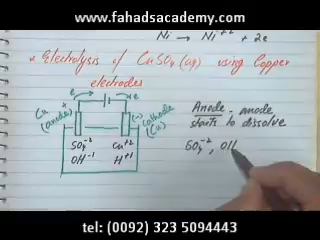 www.fahadsacademy.com
Ni → Ni+2 + 2e
* Electrolysis of CuSO4(aq) using Copper
electrodes
e
e
Cu
(anode)
+
(-)
cathode
(Cu)
SO4-2 Cu+2
OH-1 H+1
Anode - anode
starts to dissolve
SO4-2, OH
tel: (0092) 323 5094443